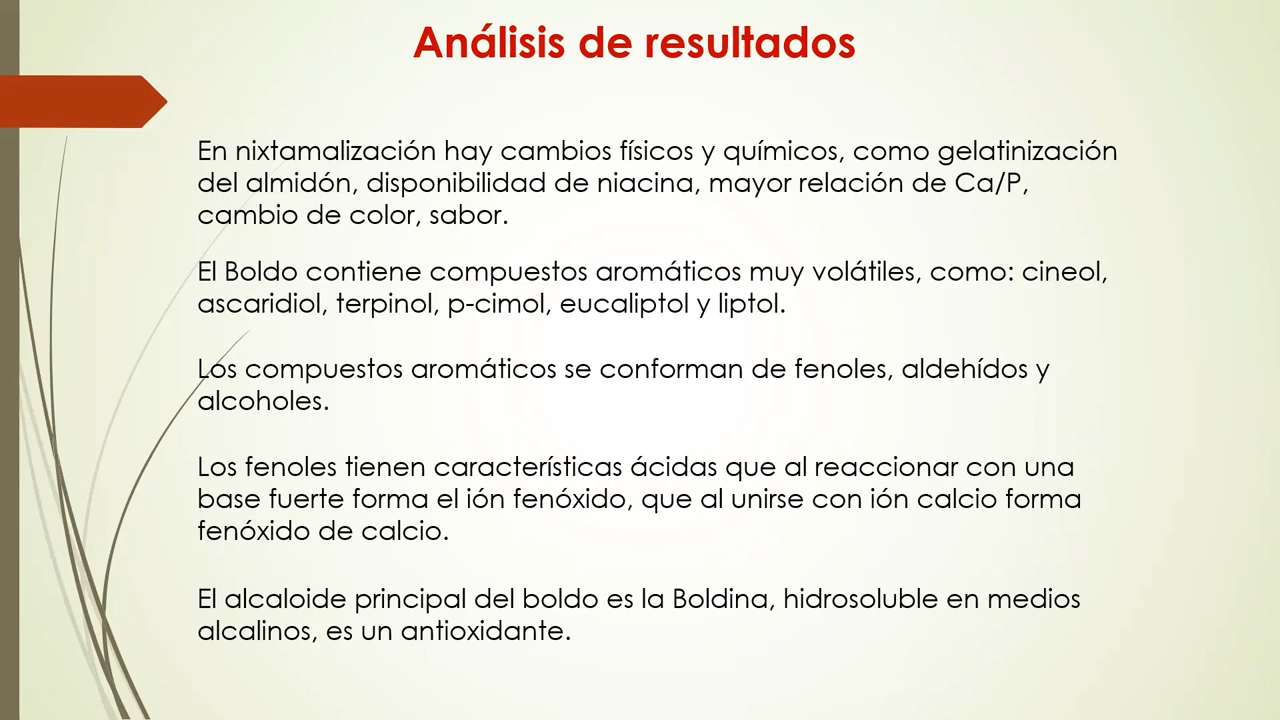 Análisis de resultados
En nixtamalización hay cambios físicos y químicos, como gelatinización
del almidón, disponibilidad de niacina, mayor relación de Ca/P,
cambio de color, sabor.
El Boldo contiene compuestos aromáticos muy volátiles, como: cineol,
ascaridiol, terpinol, p-cimol, eucaliptol y liptol.
Los compuestos aromáticos se conforman de fenoles, aldehídos y
alcoholes.
Los fenoles tienen características ácidas que al reaccionar con una
base fuerte forma el ión fenóxido, que al unirse con ión calcio forma
fenóxido de calcio.
El alcaloide principal del boldo es la Boldina, hidrosoluble en medios
alcalinos, es un antioxidante.